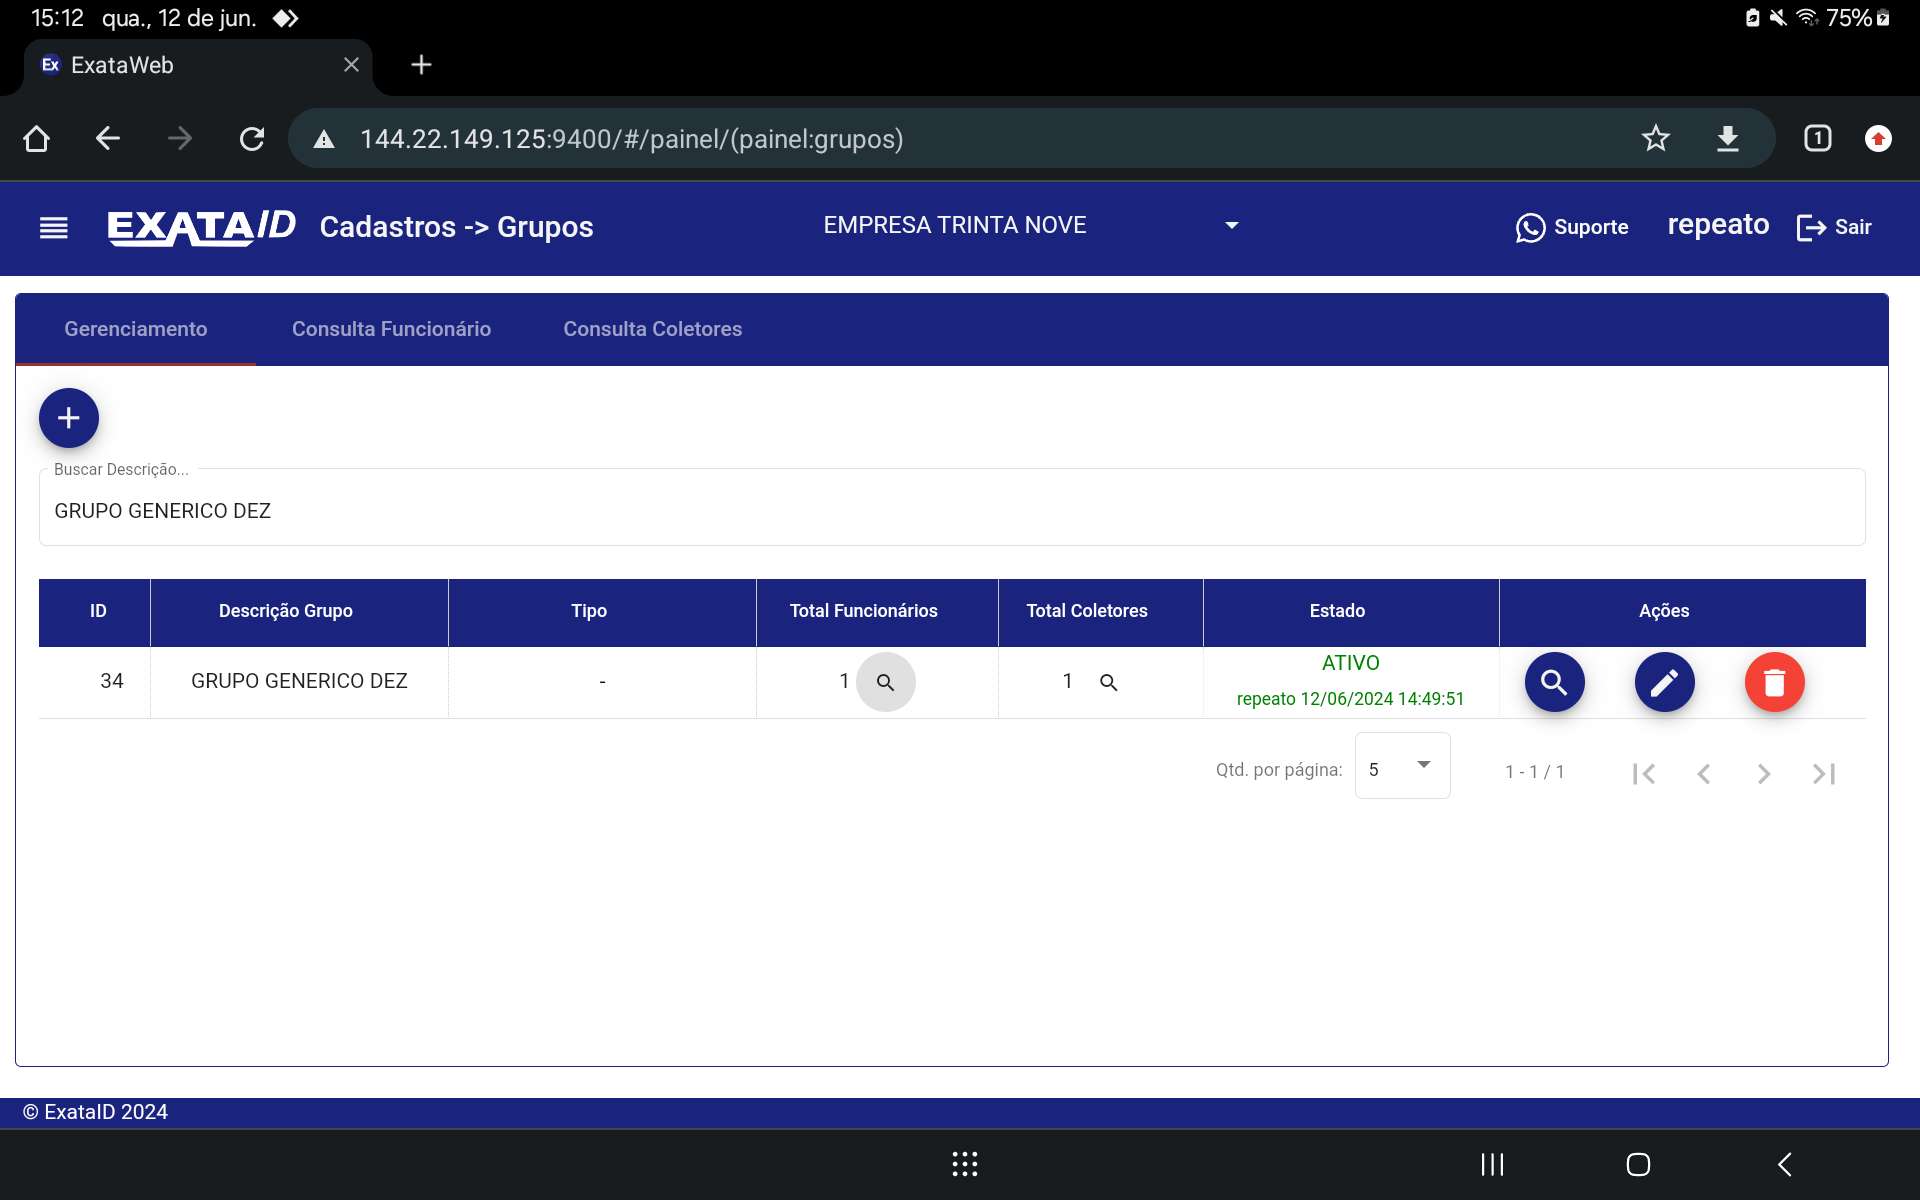 15:12 qua., 12 de jun. 75%
Ex ExataWeb
144.22.149.125:9400/#/painel/(painel:grupos) 1
EXATAID Cadastros -> Grupos EMPRESA TRINTA NOVE Suporte repeato Sair
Gerenciamento Consulta Funcionário Consulta Coletores
Buscar Descrição...
GRUPO GENERICO DEZ
ID Descrição Grupo Tipo Total Funcionários Total Coletores Estado Ações
34 GRUPO GENERICO DEZ - 1 1 ATIVO
repeato 12/06/2024 14:49:51
Qtd. por página: 5 1 - 1 / 1
© ExataID 2024